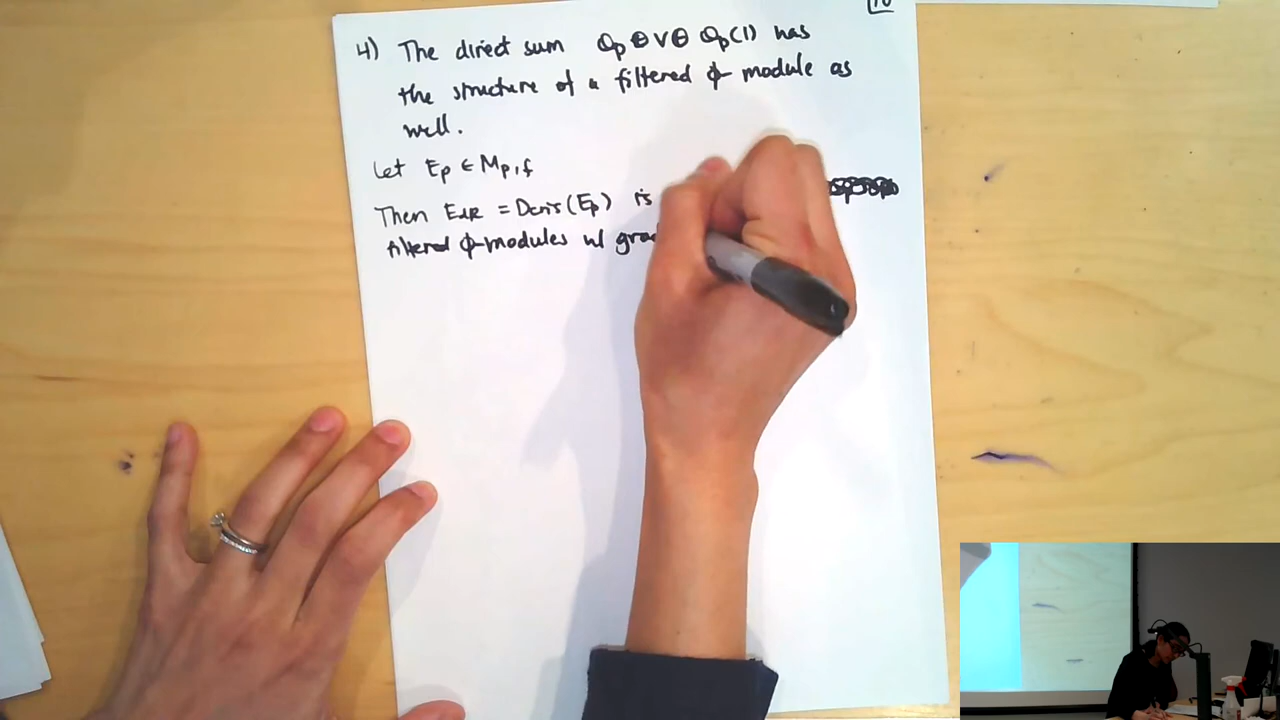 4) The direct sum Qp ⊕ V ⊕ Qp(1) has
the structure of a filtered ϕ- module as
well.
Let Ep ∈ Mp,f
Then EdR = Dcris(Ep) is
filtered ϕ-modules w/ gra